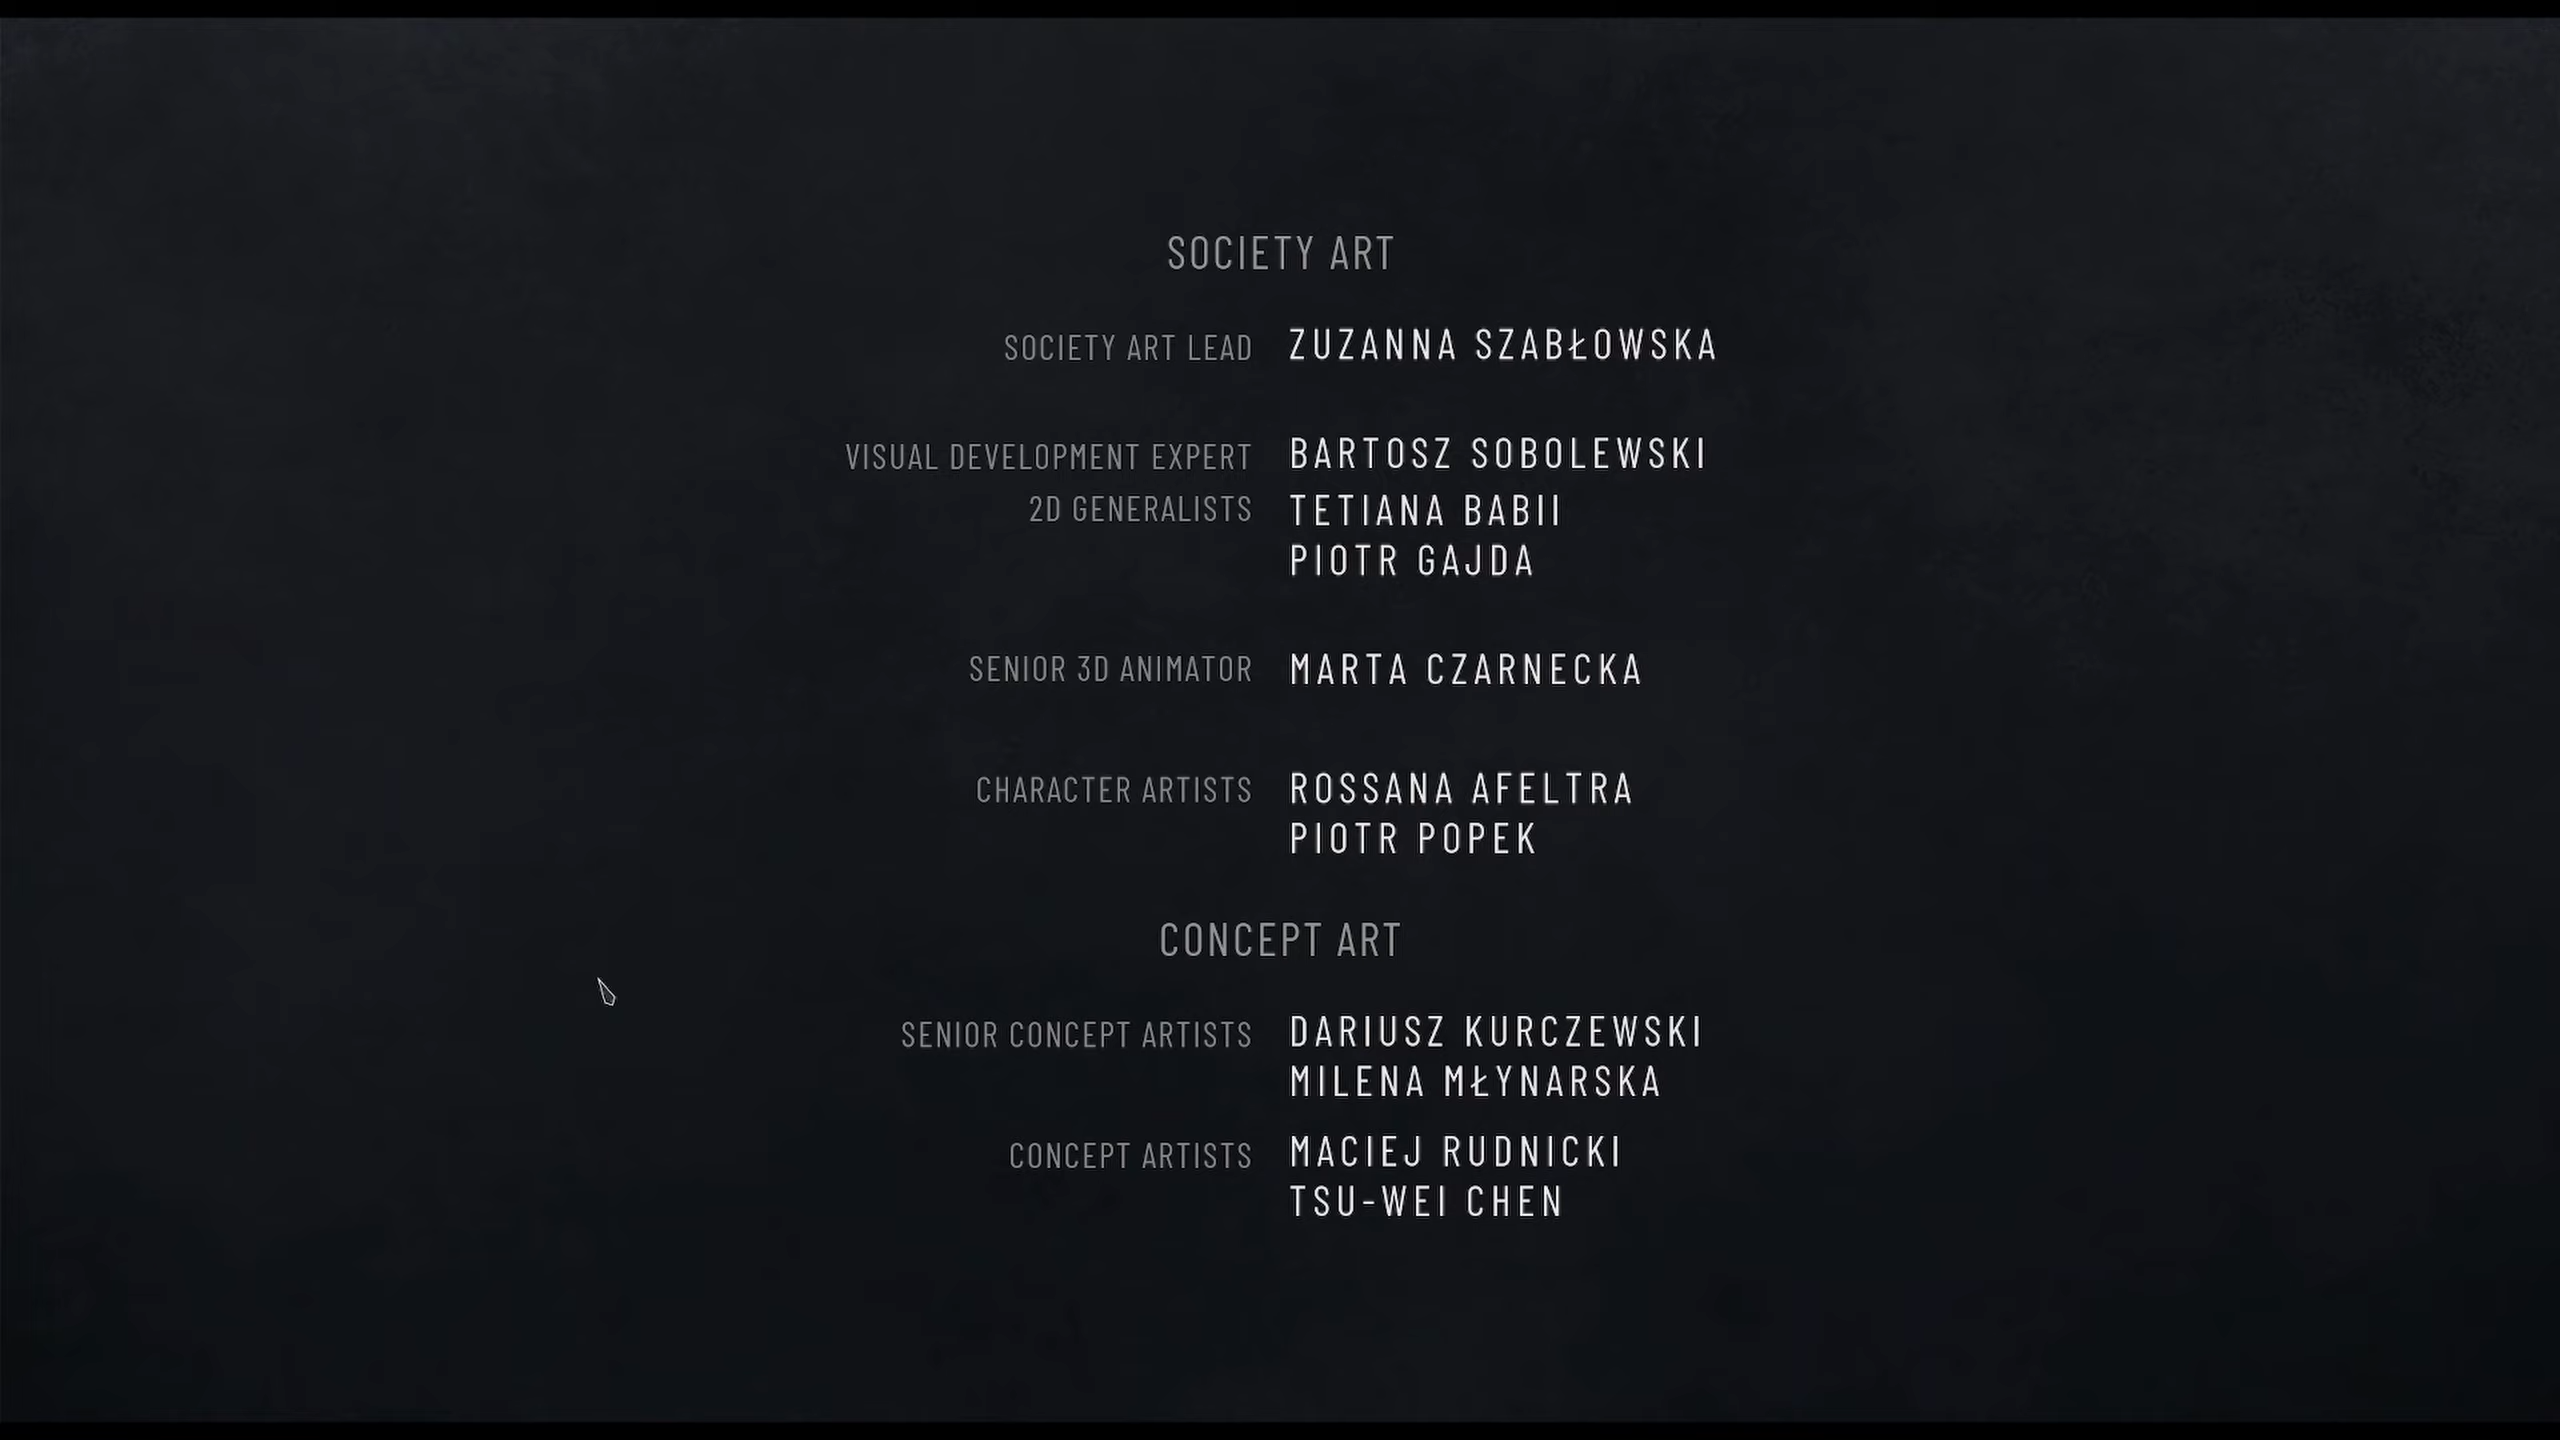 SOCIETY ART
SOCIETY ART LEAD ZUZANNA SZABŁOWSKA
VISUAL DEVELOPMENT EXPERT BARTOSZ SOBOLEWSKI
2D GENERALISTS TETIANA BABII
PIOTR GAJDA
SENIOR 3D ANIMATOR MARTA CZARNECKA
CHARACTER ARTISTS ROSSANA AFELTRA
PIOTR POPEK
CONCEPT ART
SENIOR CONCEPT ARTISTS DARIUSZ KURCZEWSKI
MILENA MŁYNARSKA
CONCEPT ARTISTS MACIEJ RUDNICKI
TSU-WEI CHEN